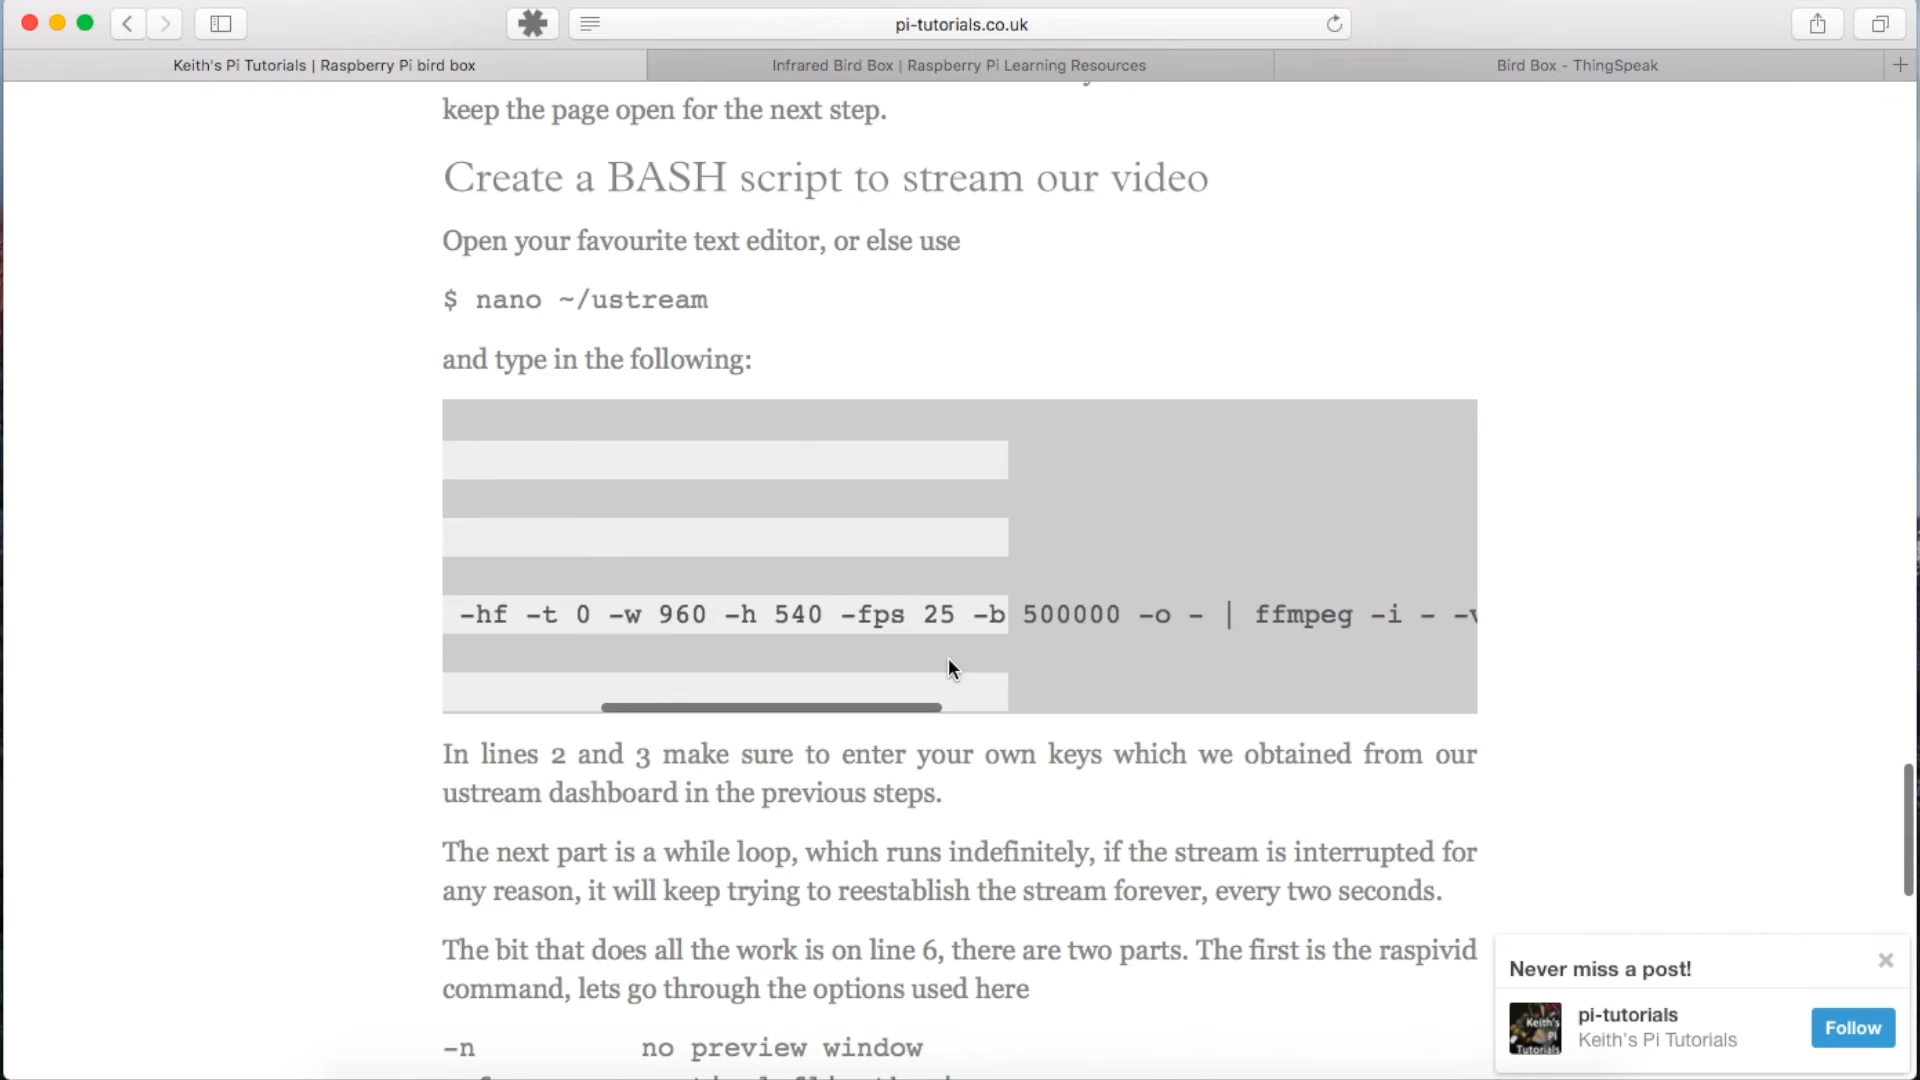 pi-tutorials.co.uk
Keith's Pi Tutorials | Raspberry Pi bird box
Infrared Bird Box | Raspberry Pi Learning Resources
Bird Box - ThingSpeak
keep the page open for the next step.
Create a BASH script to stream our video
Open your favourite text editor, or else use
$ nano ~/ustream
and type in the following:
-hf -t 0 -w 960 -h 540 -fps 25 -b 500000 -o - | ffmpeg -i - -v
In lines 2 and 3 make sure to enter your own keys which we obtained from our
ustream dashboard in the previous steps.
The next part is a while loop, which runs indefinitely, if the stream is interrupted for
any reason, it will keep trying to reestablish the stream forever, every two seconds.
The bit that does all the work is on line 6, there are two parts. The first is the raspivid
command, lets go through the options used here
-n no preview window
Never miss a post!
Keith's
Pi
Tutorials
pi-tutorials
Keith's Pi Tutorials
Follow